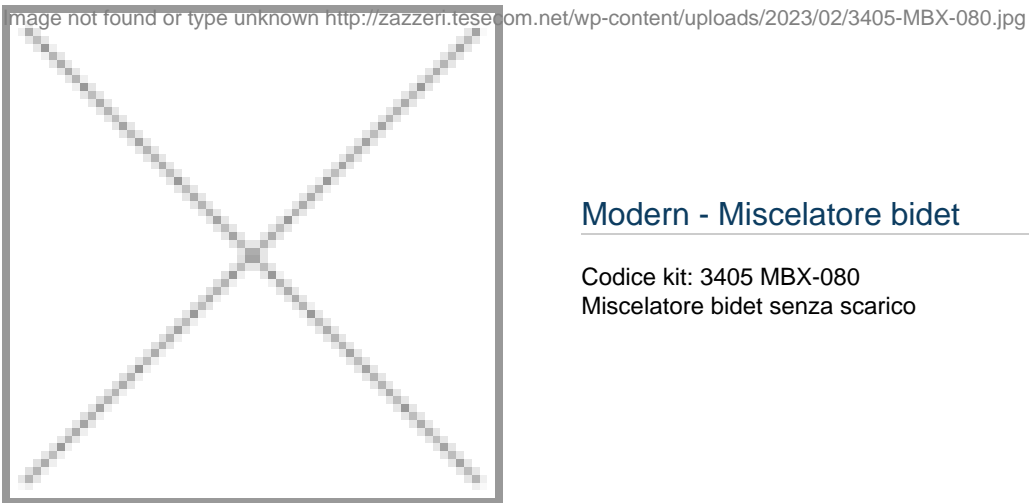 Image not found or type unknown http://zazzeri.tesecom.net/wp-content/uploads/2023/02/3405-MBX-080.jpg
Modern - Miscelatore bidet
Codice kit: 3405 MBX-080
Miscelatore bidet senza scarico